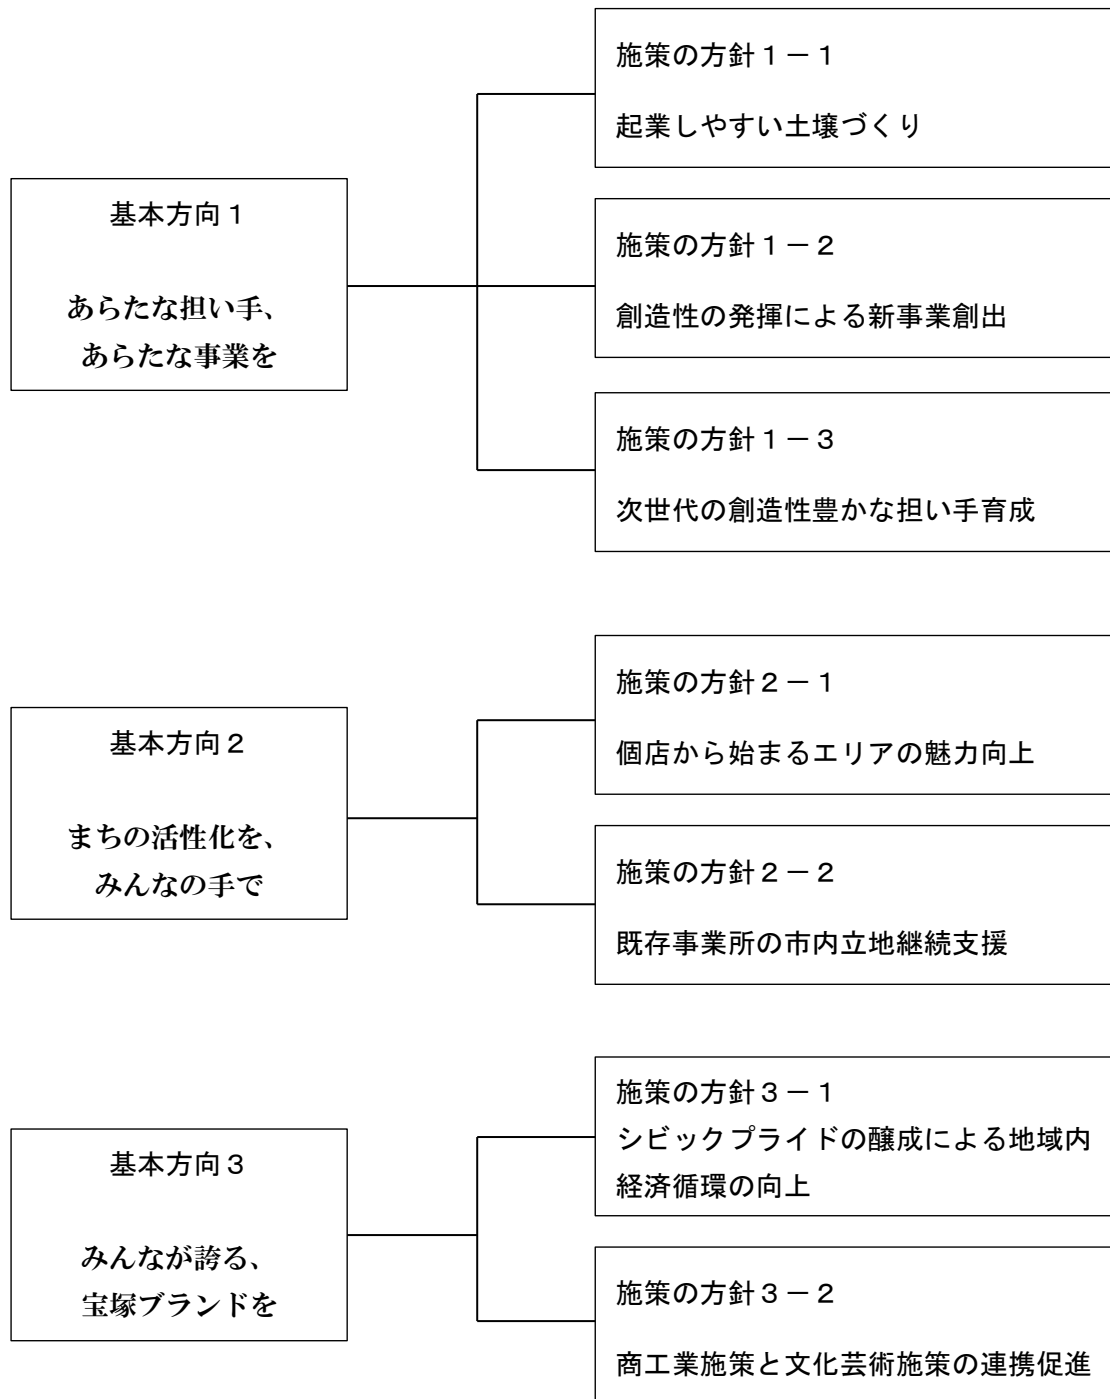 施策の方針１－１
起業しやすい土壌づくり
基本方向１
あらたな担い手、
あらたな事業を
施策の方針１－２
創造性の発揮による新事業創出
施策の方針１－３
次世代の創造性豊かな担い手育成
基本方向２
まちの活性化を、
みんなの手で
施策の方針２－１
個店から始まるエリアの魅力向上
施策の方針２－２
既存事業所の市内立地継続支援
基本方向３
みんなが誇る、
宝塚ブランドを
施策の方針３－１
シビックプライドの醸成による地域内
経済循環の向上
施策の方針３－２
商工業施策と文化芸術施策の連携促進